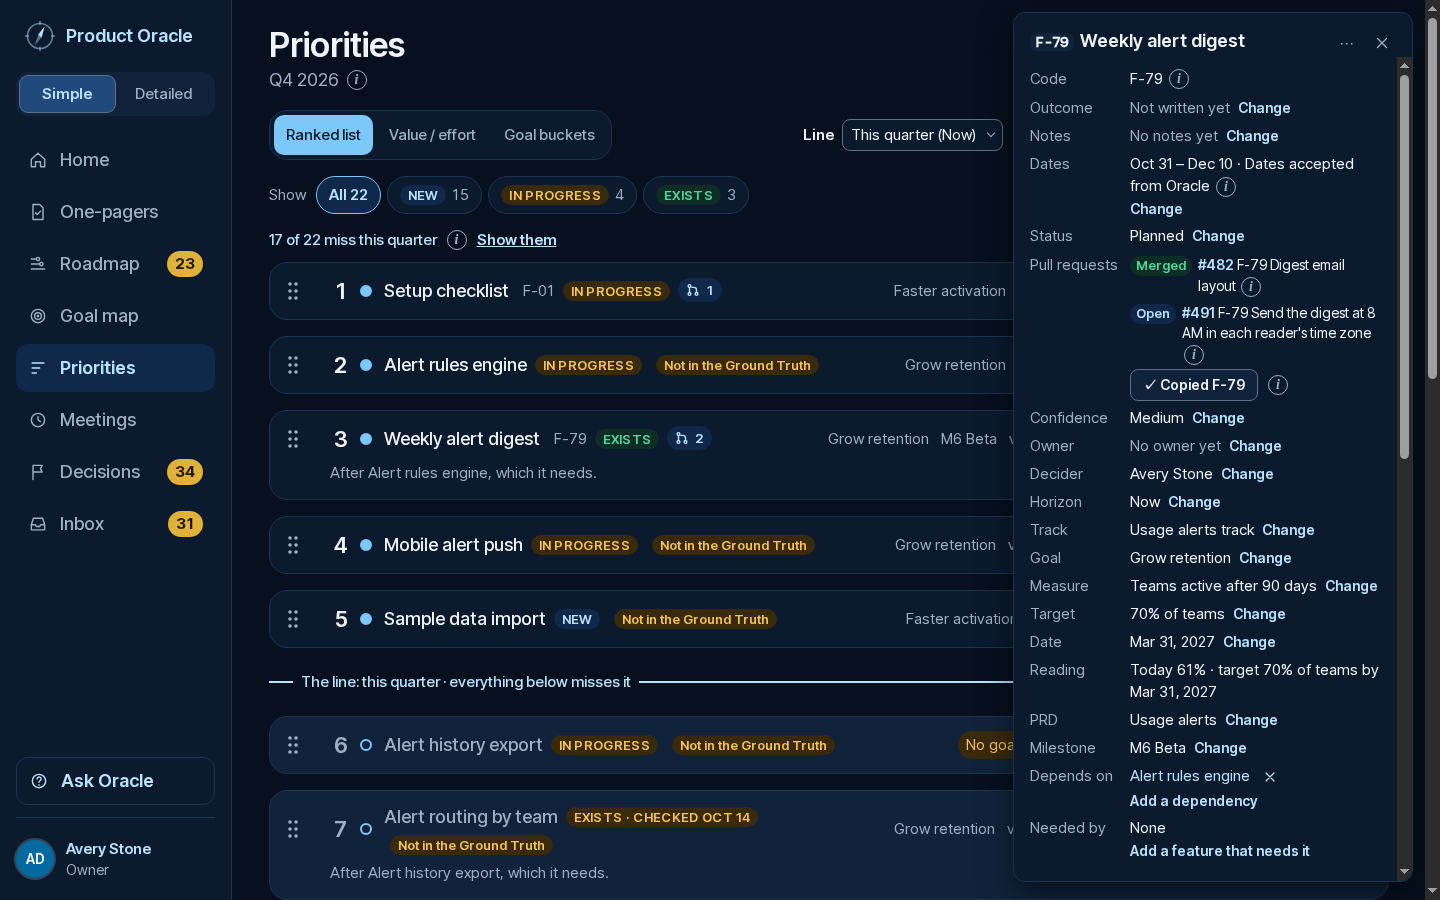 Product Oracle
Simple
Detailed
Home
One-pagers
Roadmap 23
Goal map
Priorities
Meetings
Decisions 34
Inbox 31
Ask Oracle
AD
Avery Stone
Owner
Priorities
Q4 2026 i
Ranked list
Value / effort
Goal buckets
Line
This quarter (Now)
Show
All 22
NEW 15
IN PROGRESS 4
EXISTS 3
17 of 22 miss this quarter i Show them
1 Setup checklist F-01 IN PROGRESS 1 Faster activation
2 Alert rules engine IN PROGRESS Not in the Ground Truth Grow retention
3 Weekly alert digest F-79 EXISTS 2 Grow retention M6 Beta
After Alert rules engine, which it needs.
4 Mobile alert push IN PROGRESS Not in the Ground Truth Grow retention
5 Sample data import NEW Not in the Ground Truth Faster activation
The line: this quarter · everything below misses it
6 Alert history export IN PROGRESS Not in the Ground Truth No goa
7 Alert routing by team EXISTS · CHECKED OCT 14 Grow retention
Not in the Ground Truth
After Alert history export, which it needs.
F-79 Weekly alert digest ...
Code F-79 i
Outcome Not written yet Change
Notes No notes yet Change
Dates Oct 31 – Dec 10 · Dates accepted
from Oracle i
Change
Status Planned Change
Pull requests Merged #482 F-79 Digest email
layout i
Open #491 F-79 Send the digest at 8
AM in each reader's time zone
i
✓ Copied F-79 i
Confidence Medium Change
Owner No owner yet Change
Decider Avery Stone Change
Horizon Now Change
Track Usage alerts track Change
Goal Grow retention Change
Measure Teams active after 90 days Change
Target 70% of teams Change
Date Mar 31, 2027 Change
Reading Today 61% · target 70% of teams by
Mar 31, 2027
PRD Usage alerts Change
Milestone M6 Beta Change
Depends on Alert rules engine ×
Add a dependency
Needed by None
Add a feature that needs it